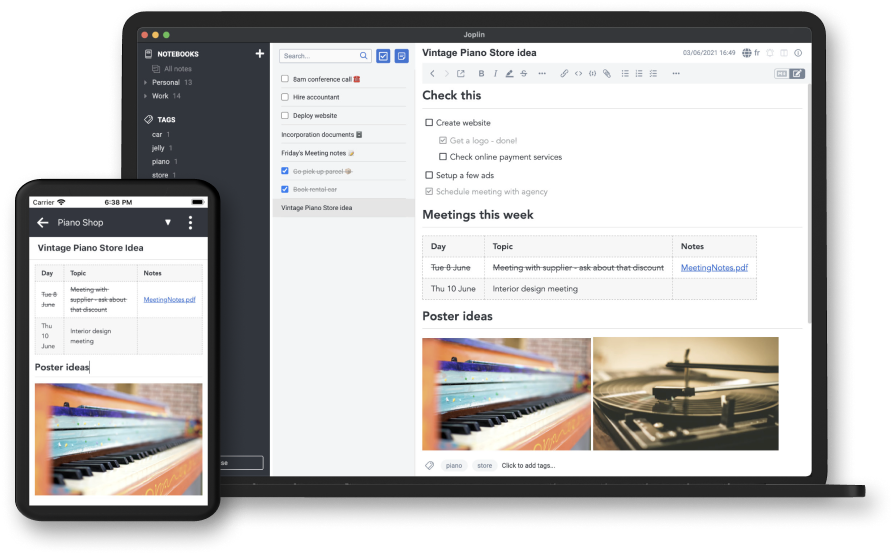 Joplin
NOTEBOOKS
All notes
Personal 13
Work 14
TAGS
car 1
jelly 1
piano 1
store 1
Search...
8am conference call
Hire accountant
Deploy website
Incorporation documents
Friday's Meeting notes
Go pick up parcel
Book rental car
Vintage Piano Store idea
Vintage Piano Store idea
03/06/2021 16:49 fr
B I S
Check this
Create website
Get a logo - done!
Check online payment services
Setup a few ads
Schedule meeting with agency
Meetings this week
Day Topic Notes
Tue 8 June Meeting with supplier - ask about that discount MeetingNotes.pdf
Thu 10 June Interior design meeting
Poster ideas
piano store Click to add tags...
Carrier 6:38 PM
Piano Shop
Vintage Piano Store Idea
Day Topic Notes
Tue 8
June
Meeting with
supplier - ask about
that discount
MeetingNotes.pdf
Thu
10
June
Interior design
meeting
Poster ideas